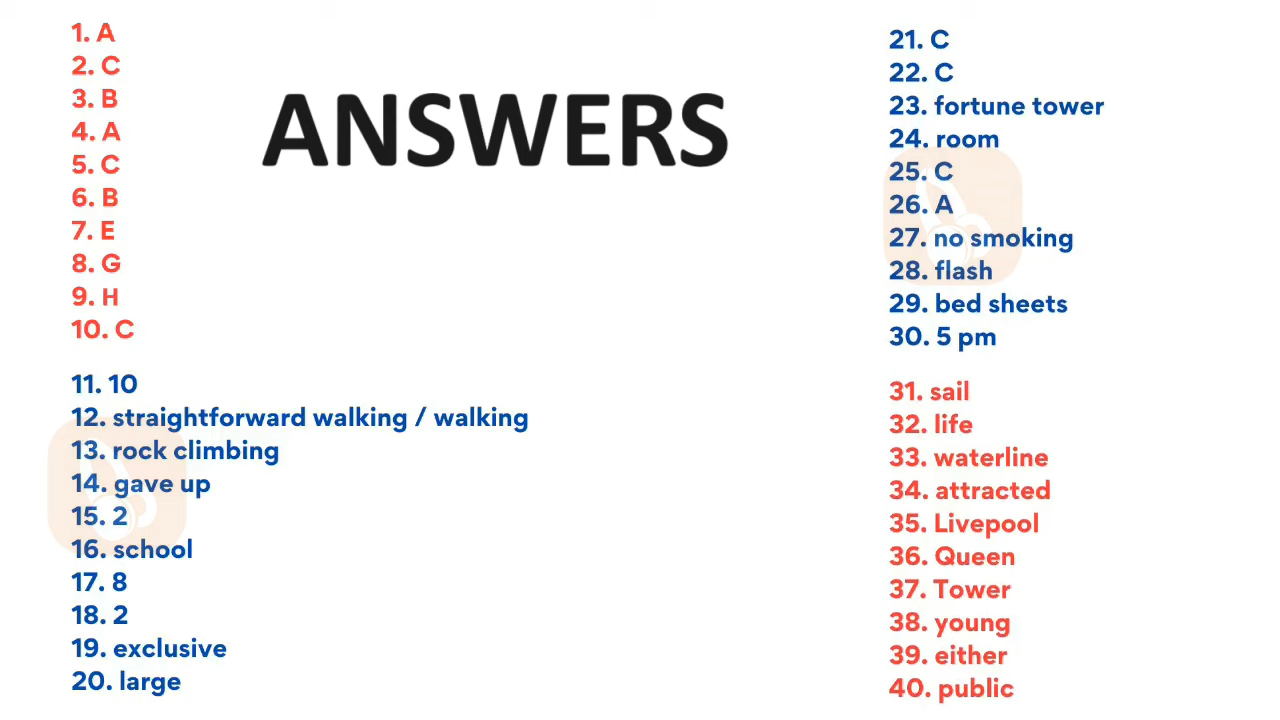 ANSWERS
1. A
2. C
3. B
4. A
5. C
6. B
7. E
8. G
9. H
10. C
11. 10
12. straightforward walking / walking
13. rock climbing
14. gave up
15. 2
16. school
17. 8
18. 2
19. exclusive
20. large
21. C
22. C
23. fortune tower
24. room
25. C
26. A
27. no smoking
28. flash
29. bed sheets
30. 5 pm
31. sail
32. life
33. waterline
34. attracted
35. Livepool
36. Queen
37. Tower
38. young
39. either
40. public